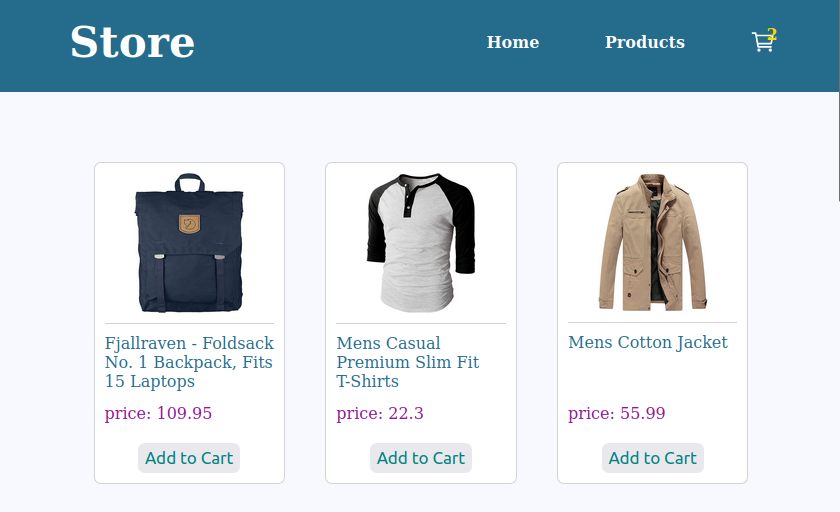 Store
Home
Products
2
Fjallraven - Foldsack
No. 1 Backpack, Fits
15 Laptops
price: 109.95
Add to Cart
Mens Casual
Premium Slim Fit
T-Shirts
price: 22.3
Add to Cart
Mens Cotton Jacket
price: 55.99
Add to Cart